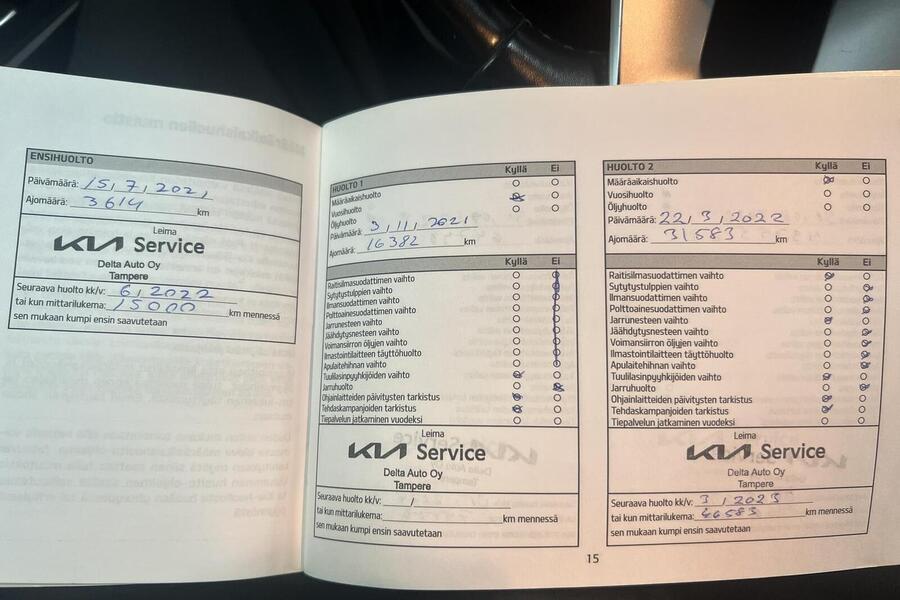 ENSIHUOLTO
Päivämäärä: 15,7,2021
Ajomäärä: 3614 km
Leima
KIA Service
Delta Auto Oy
Tampere
Seuraava huolto kk/v: 6,2022
tai kun mittarilukema: 15000 km mennessä
sen mukaan kumpi ensin saavutetaan
HUOLTO 1 Kyllä Ei
Määräaikaishuolto
Vuosihuolto
Öljyhuolto
Päivämäärä: 3,11,2021
Ajomäärä: 16382 km
Kyllä Ei
Raitisilmasuodattimen vaihto
Sytytystulppien vaihto
Ilmansuodattimen vaihto
Polttoainesuodattimen vaihto
Jarrunesteen vaihto
Jäähdytysnesteen vaihto
Voimansiirron öljyjen vaihto
Ilmastointilaitteen täyttöhuolto
Apulaitehihnan vaihto
Tuulilasinpyyhkijöiden vaihto
Jarruhuolto
Ohjainlaitteiden päivitysten tarkistus
Tehdaskampanjoiden tarkistus
Tiepalvelun jatkaminen vuodeksi
Leima
KIA Service
Delta Auto Oy
Tampere
Seuraava huolto kk/v: /
tai kun mittarilukema: km mennessä
sen mukaan kumpi ensin saavutetaan
HUOLTO 2 Kyllä Ei
Määräaikaishuolto
Vuosihuolto
Öljyhuolto
Päivämäärä: 22,3,2022
Ajomäärä: 31583 km
Kyllä Ei
Raitisilmasuodattimen vaihto
Sytytystulppien vaihto
Ilmansuodattimen vaihto
Polttoainesuodattimen vaihto
Jarrunesteen vaihto
Jäähdytysnesteen vaihto
Voimansiirron öljyjen vaihto
Ilmastointilaitteen täyttöhuolto
Apulaitehihnan vaihto
Tuulilasinpyyhkijöiden vaihto
Jarruhuolto
Ohjainlaitteiden päivitysten tarkistus
Tehdaskampanjoiden tarkistus
Tiepalvelun jatkaminen vuodeksi
Leima
KIA Service
Delta Auto Oy
Tampere
Seuraava huolto kk/v: 3,2023
tai kun mittarilukema: 46583 km mennessä
sen mukaan kumpi ensin saavutetaan
15